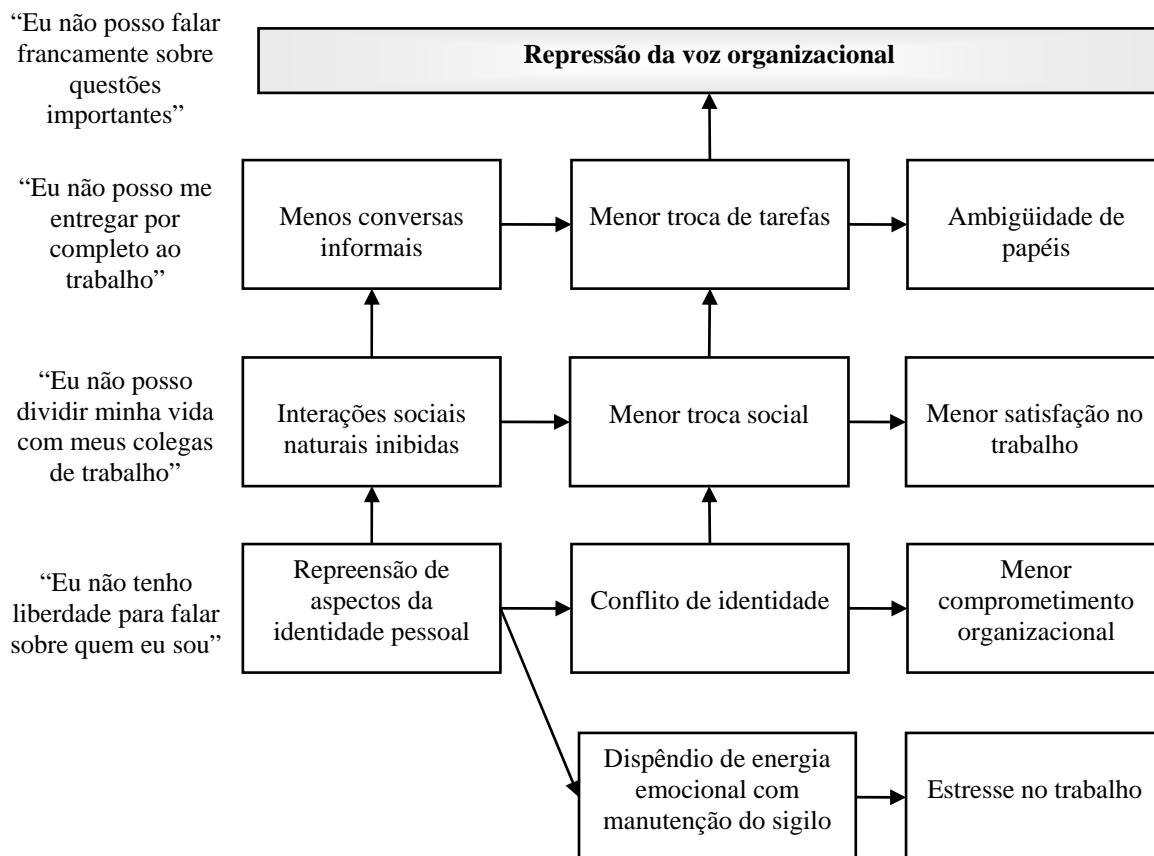 “Eu não posso falar
francamente sobre
questões
importantes”
Repressão da voz organizacional
“Eu não posso me
entregar por
completo ao
trabalho”
Menos conversas
informais
Menor troca de tarefas
Ambigüidade de
papéis
“Eu não posso
dividir minha vida
com meus colegas
de trabalho”
Interações sociais
naturais inibidas
Menor troca social
Menor satisfação no
trabalho
“Eu não tenho
liberdade para falar
sobre quem eu sou”
Repreensão de
aspectos da
identidade pessoal
Conflito de identidade
Menor
comprometimento
organizacional
Dispêndio de energia
emocional com
manutenção do sigilo
Estresse no trabalho